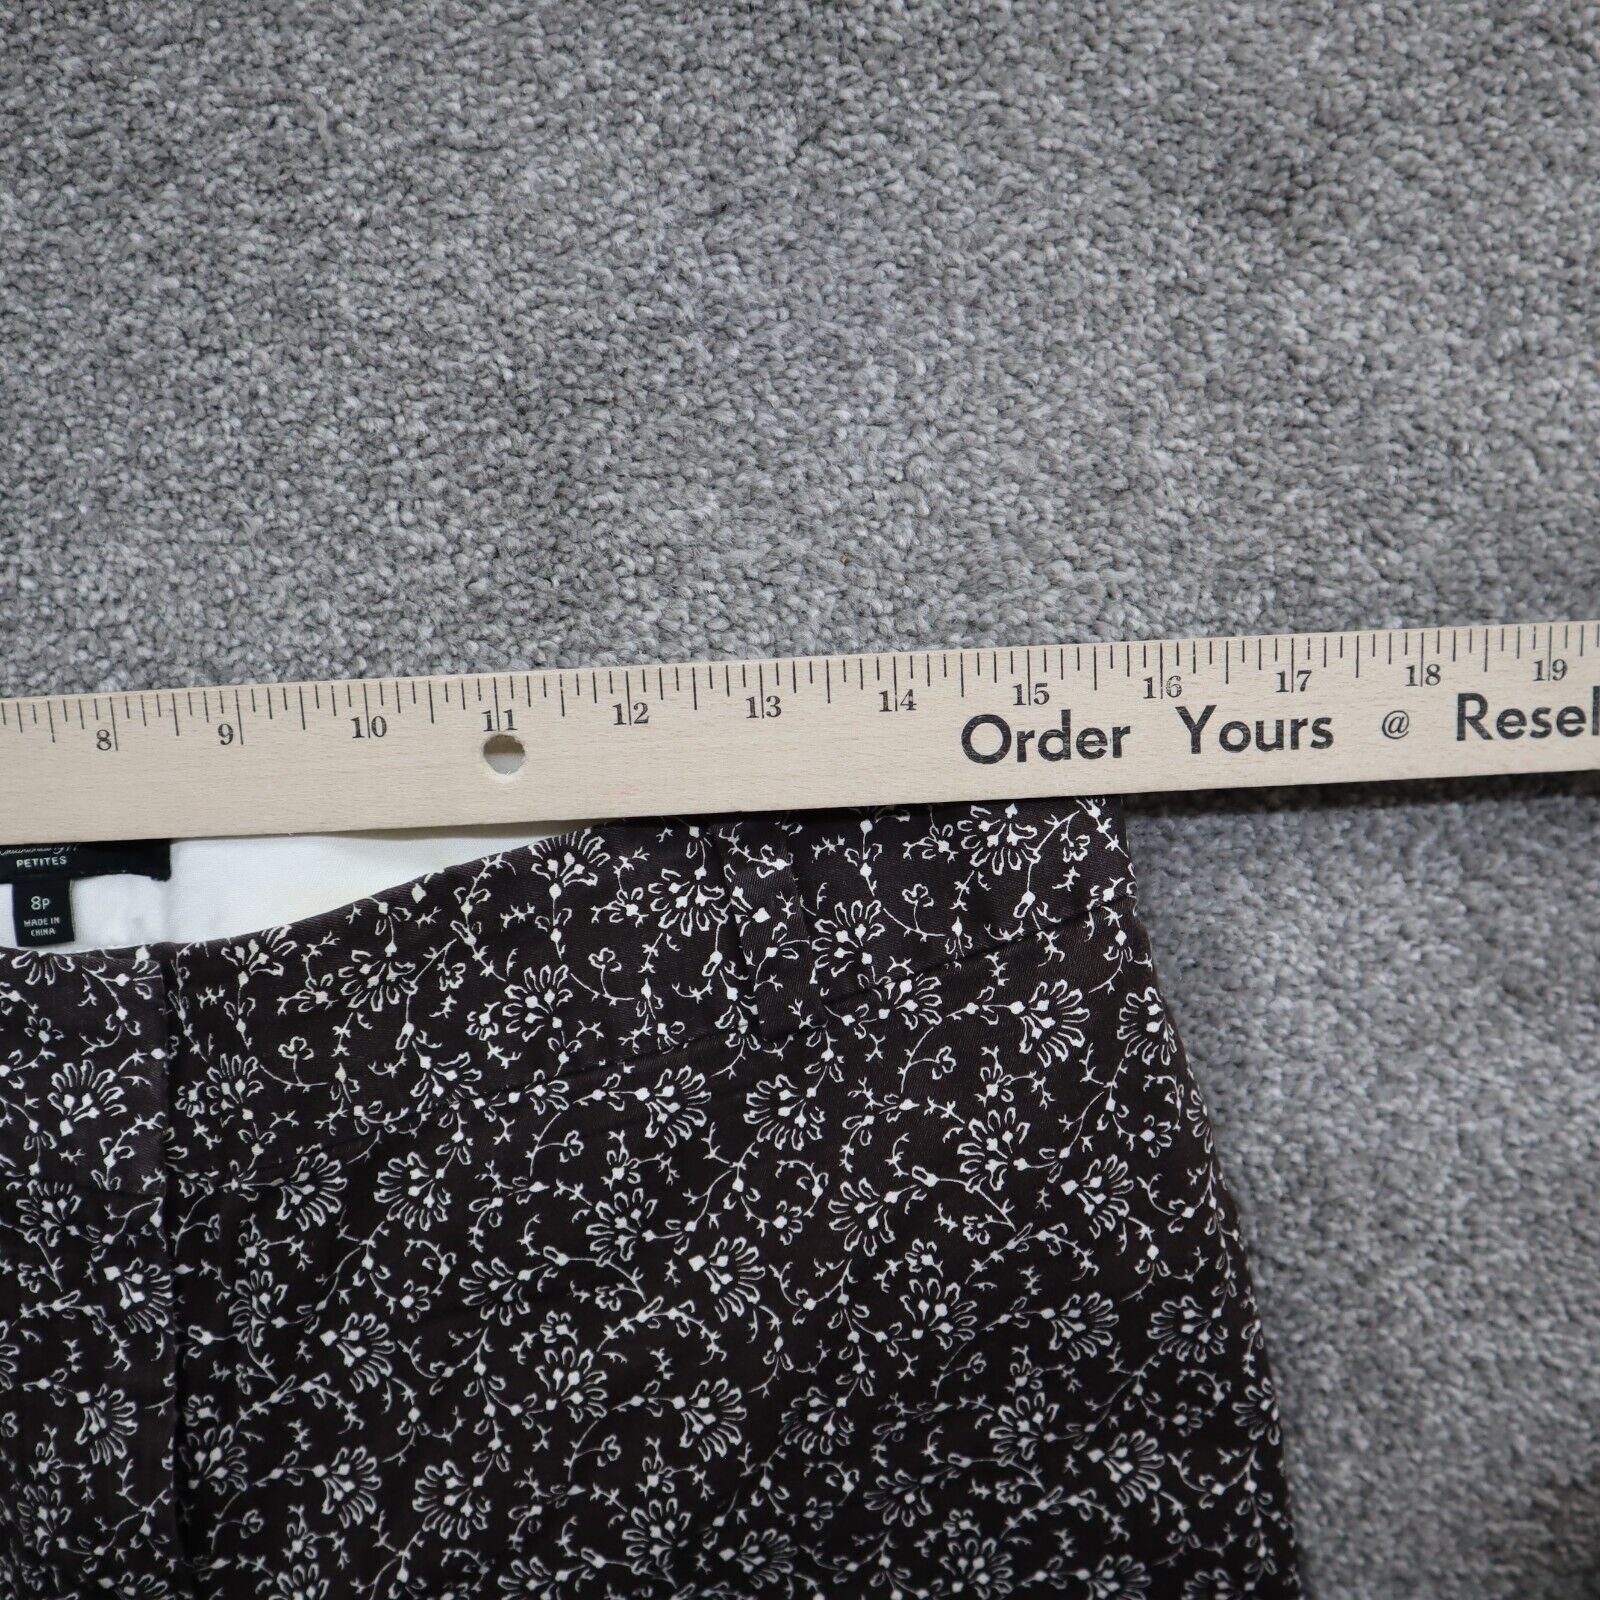 8 9 10 11 12 13 14 15 16 17 18 19
Order Yours @ Resel
PETITES
8P
MADE IN
CHINA